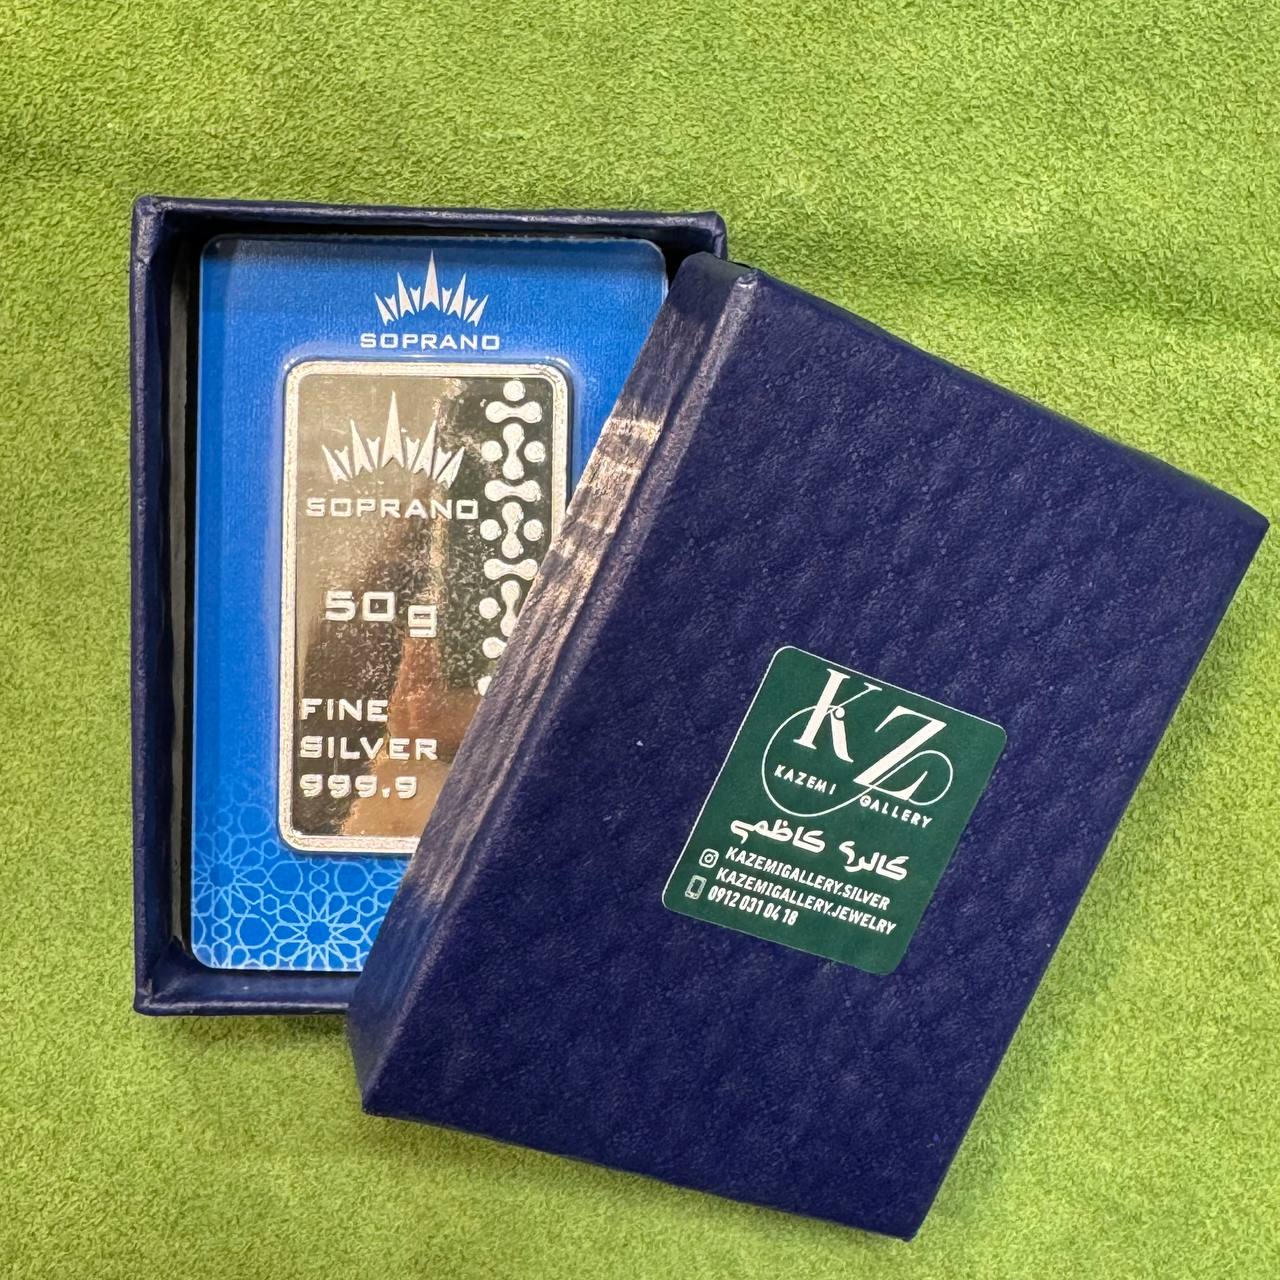 SOPRANO
SOPRANO
50g
FINE
SILVER
999.9
KZ
KAZEMI GALLERY
گالری کاظمی
KAZEMIGALLERY.SILVER
KAZEMIGALLERY.JEWELRY
0912 031 04 18